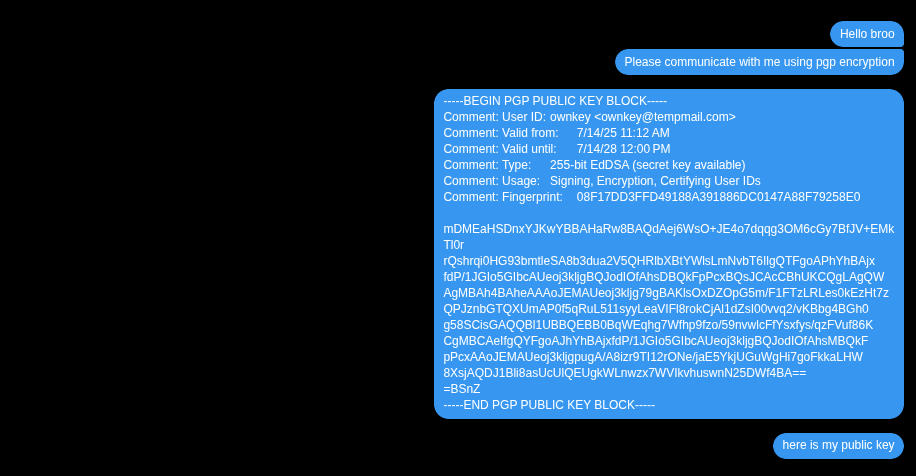 Hello broo
Please communicate with me using pgp encryption
-----BEGIN PGP PUBLIC KEY BLOCK-----
Comment: User ID: ownkey <ownkey@tempmail.com>
Comment: Valid from: 7/14/25 11:12 AM
Comment: Valid until: 7/14/28 12:00 PM
Comment: Type: 255-bit EdDSA (secret key available)
Comment: Usage: Signing, Encryption, Certifying User IDs
Comment: Fingerprint: 08F17DD3FFD49188A391886DC0147A88F79258E0
mDMEaHSDnxYJKwYBBAHaRw8BAQdAej6WsO+JE4o7dqqg3OM6cGy7BfJV+EMk
Tl0r
rQshrqi0HG93bmtleSA8b3dua2V5QHRlbXBtYWlsLmNvbT6IlgQTFgoAPhYhBAjx
fdP/1JGIo5GIbcAUeoj3kljgBQJodIOfAhsDBQkFpPcxBQsJCAcCBhUKCQgLAgQW
AgMBAh4BAheAAAoJEMAUeoj3kljg79gBAKlsOxDZOpG5m/F1FTzLRLes0kEzHt7z
QPJznbGTQXUmAP0f5qRuL511syyLeaVIFl8rokCjAl1dZsI00vvq2/vKBbg4BGh0
g58SCisGAQQBl1UBBQEBB0BqWEqhg7Wfhp9fzo/59nvwlcFfYsxfys/qzFVuf86K
CgMBCAeIfgQYFgoAJhYhBAjxfdP/1JGIo5GIbcAUeoj3kljgBQJodIOfAhsMBQkF
pPcxAAoJEMAUeoj3kljgpugA/A8izr9TI12rONe/jaE5YkjUGuWgHi7goFkkaLHW
8XsjAQDJ1Bli8asUcUlQEUgkWLnwzx7WVIkvhuswnN25DWf4BA==
=BSnZ
-----END PGP PUBLIC KEY BLOCK-----
here is my public key